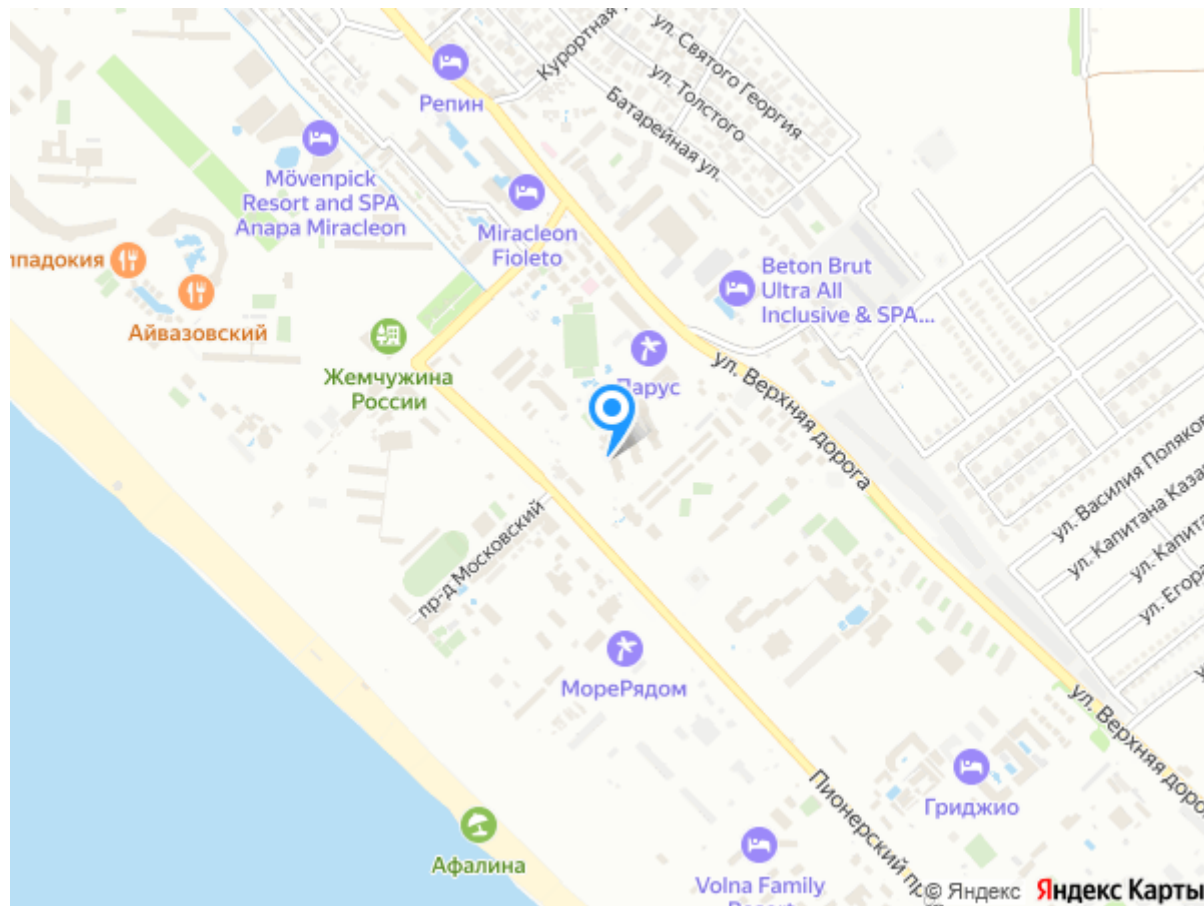 Курортная
ул. Святого Георгия
ул. Толстого
Батарейная ул.
Репин
Mövenpick
Resort and SPA
Anapa Miracleon
Miracleon
Fioleto
ппадокия
Айвазовский
Beton Brut
Ultra All
Inclusive & SPA...
Жемчужина
России
Парус
ул. Верхняя дорога
ул. Василия Поляков
ул. Капитана Каза
ул. Капита
ул. Егора
пр-д Московский
МореРядом
ул. Верхняя доро
Гриджио
Пионерский пр
Афалина
Volna Family
© Яндекс Яндекс Карты